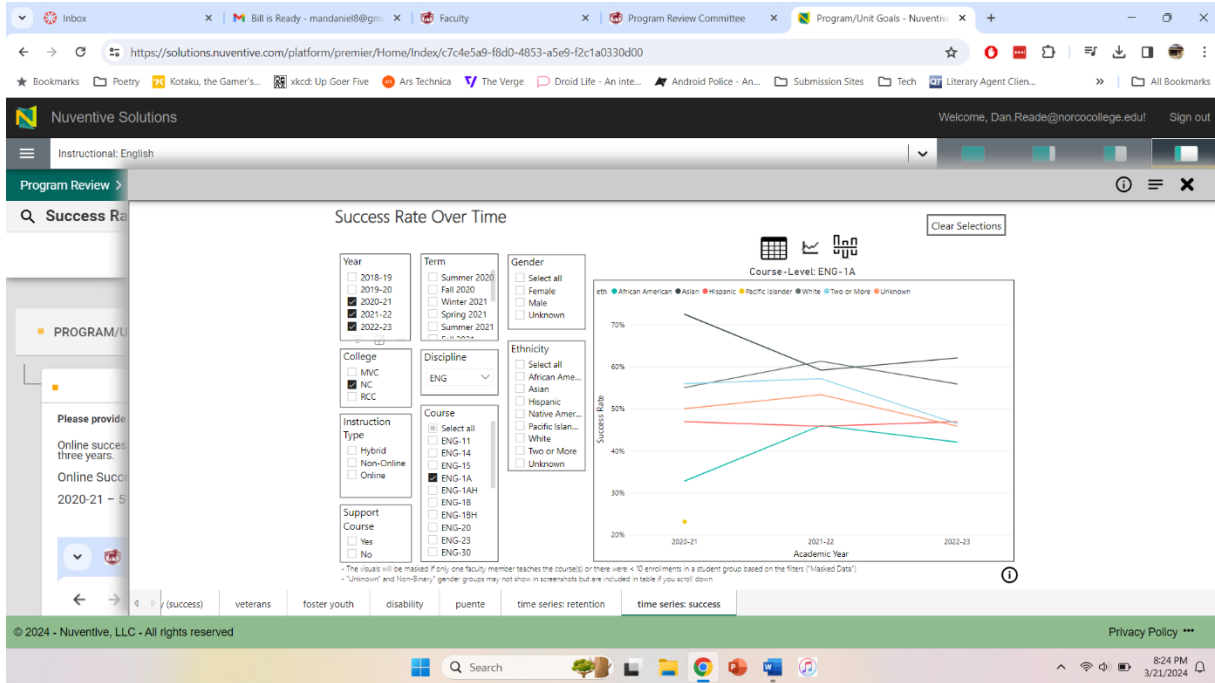 Inbox
Bill is Ready - mandaniel8@gm
Faculty
Program Review Committee
Program/Unit Goals - Nuventive
https://solutions.nuventive.com/platform/premier/Home/Index/c7c4e5a9-f8d0-4853-a5e9-f2c1a0330d00
Bookmarks Poetry Kotaku, the Gamer's... xkcd: Up Goer Five Ars Technica The Verge Droid Life - An inte... Android Police - An... Submission Sites Tech Literary Agent Clien... » All Bookmarks
Nuventive Solutions
Welcome, Dan.Reade@norcocollege.edu! Sign out
Instructional: English
Program Review >
Success Ra
PROGRAM/U
Please provide
Online succes
three years.
Online Succ
2020-21 – 5
Success Rate Over Time
Clear Selections
Year
2018-19
2019-20
2020-21
2021-22
2022-23
Term
Summer 2020
Fall 2020
Winter 2021
Spring 2021
Summer 2021
Fall 2021
Gender
Select all
Female
Male
Unknown
College
MVC
NC
RCC
Discipline
ENG
Ethnicity
Select all
African Ame...
Asian
Hispanic
Native Amer...
Pacific Islan...
White
Two or More
Unknown
Instruction
Type
Hybrid
Non-Online
Online
Course
Select all
ENG-11
ENG-14
ENG-15
ENG-1A
ENG-1AH
ENG-1B
ENG-1BH
ENG-20
ENG-23
ENG-30
Support
Course
Yes
No
Course-Level: ENG-1A
eth African American Asian Hispanic Pacific Islander White Two or More Unknown
70%
60%
50%
40%
30%
20%
Success Rate
2020-21 2021-22 2022-23
Academic Year
- The visuals will be masked if only one faculty member teaches the course(s) or there were < 10 enrollments in a student group based on the filters ("Masked Data")
- "Unknown" and Non-Binary" gender groups may not show in screenshots but are included in table if you scroll down
y (success) veterans foster youth disability puente time series: retention time series: success
© 2024 - Nuventive, LLC - All rights reserved
Privacy Policy •••
Search
8:24 PM
3/21/2024